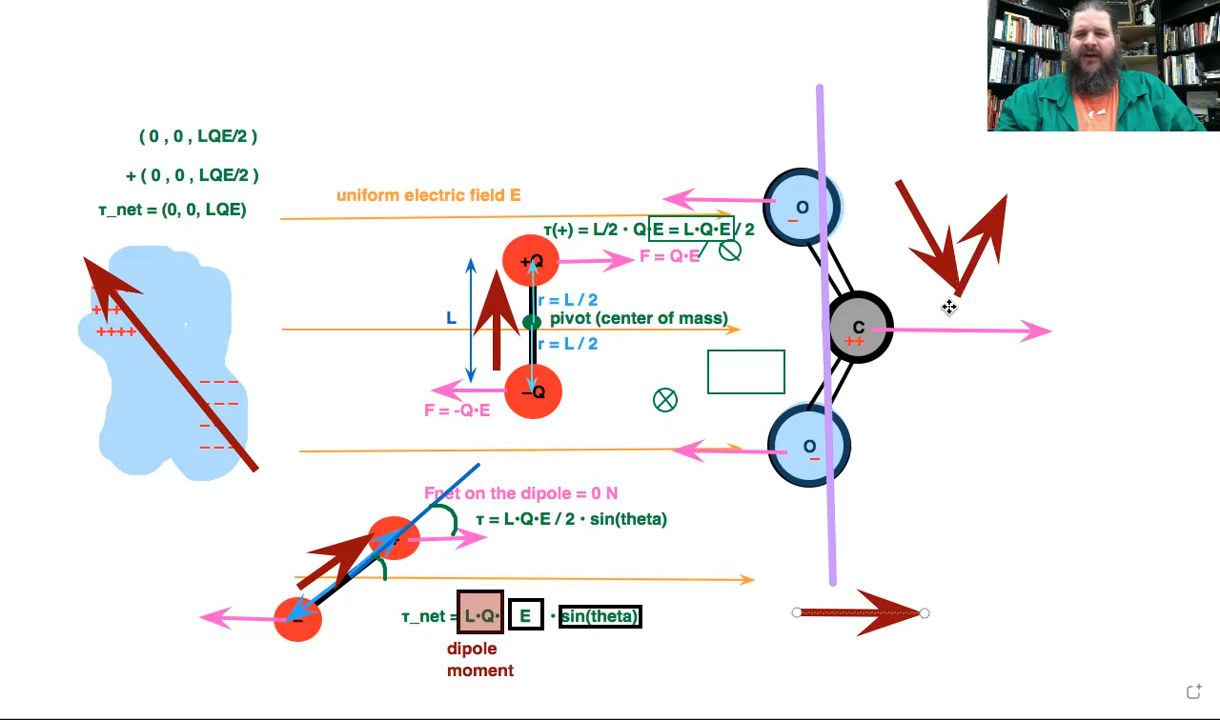 ( 0 , 0 , LQE/2 )
+ ( 0 , 0 , LQE/2 )
τ_net = (0, 0, LQE)
uniform electric field E
τ(+) = L/2 · Q·E = L·Q·E / 2
F = Q·E
+Q
r = L / 2
L
pivot (center of mass)
r = L / 2
–Q
F = -Q·E
O
–
C
++
O
–
++++
– – –
– – –
–
– – –
Fnet on the dipole = 0 N
τ = L·Q·E / 2 · sin(theta)
–
τ_net = L·Q· E · sin(theta)
dipole
moment